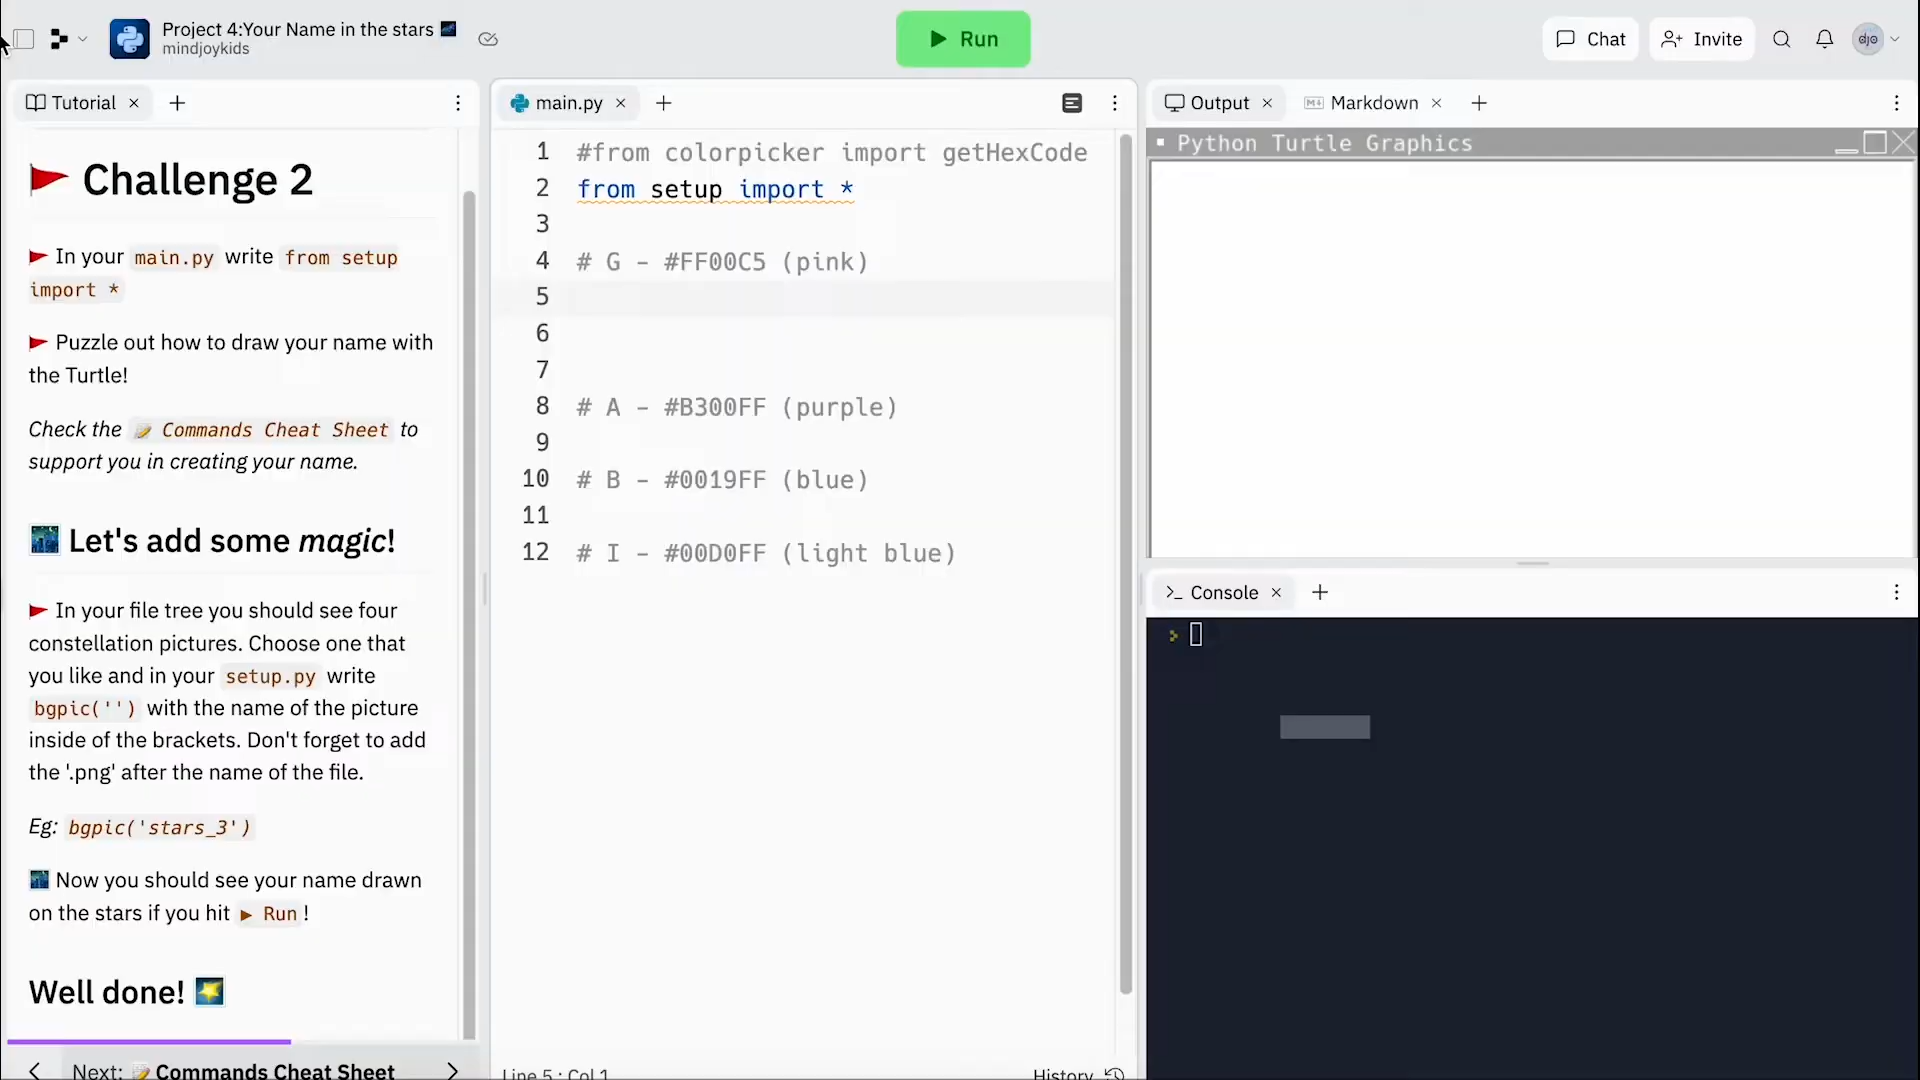 Project 4:Your Name in the stars
mindjoykids
Run
Chat
Invite
djo
Tutorial
Challenge 2
In your main.py write from setup
import *
Puzzle out how to draw your name with
the Turtle!
Check the Commands Cheat Sheet to
support you in creating your name.
Let's add some magic!
In your file tree you should see four
constellation pictures. Choose one that
you like and in your setup.py write
bgpic('') with the name of the picture
inside of the brackets. Don't forget to add
the '.png' after the name of the file.
Eg: bgpic('stars_3')
Now you should see your name drawn
on the stars if you hit ▶ Run !
Well done!
Next: Commands Cheat Sheet
main.py
1 #from colorpicker import getHexCode
2 from setup import *
3
4 # G - #FF00C5 (pink)
5
6
7
8 # A - #B300FF (purple)
9
10 # B - #0019FF (blue)
11
12 # I - #00D0FF (light blue)
Line 5 : Col 1
History
Output
Markdown
Python Turtle Graphics
Console